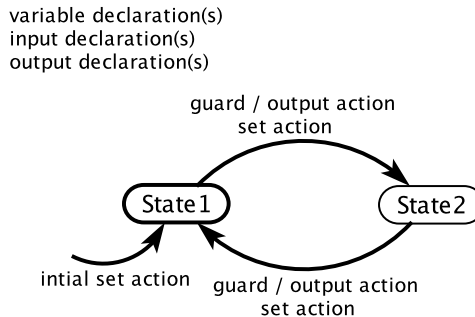 variable declaration(s)
input declaration(s)
output declaration(s)
guard / output action
set action
State1
State2
intial set action
guard / output action
set action